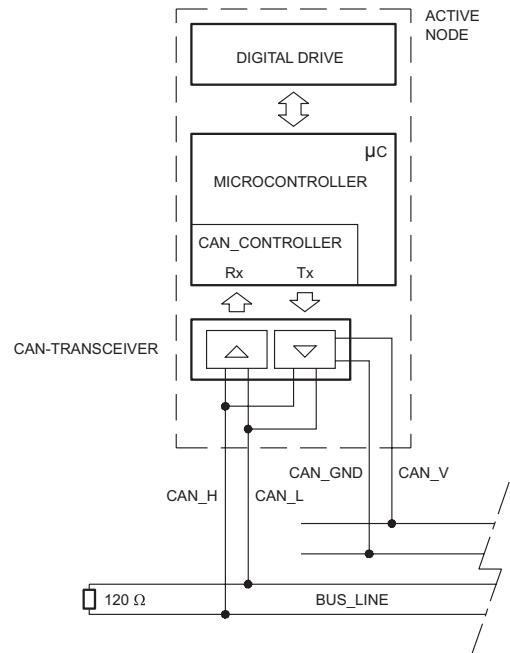 ACTIVE
NODE
DIGITAL DRIVE
µC
MICROCONTROLLER
CAN_CONTROLLER
Rx Tx
CAN-TRANSCEIVER
CAN_GND CAN_V
CAN_H CAN_L
120 Ω BUS_LINE